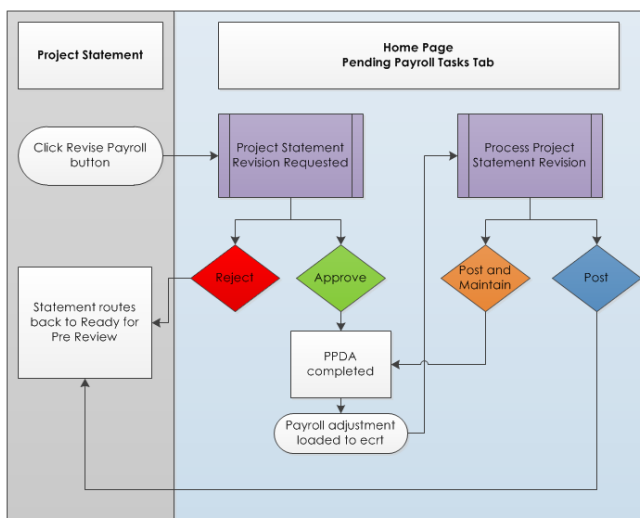 Project Statement
Home Page
Pending Payroll Tasks Tab
Click Revise Payroll
button
Project Statement
Revision Requested
Process Project
Statement Revision
Reject
Approve
Post and
Maintain
Post
Statement routes
back to Ready for
Pre Review
PPDA
completed
Payroll adjustment
loaded to ecrt